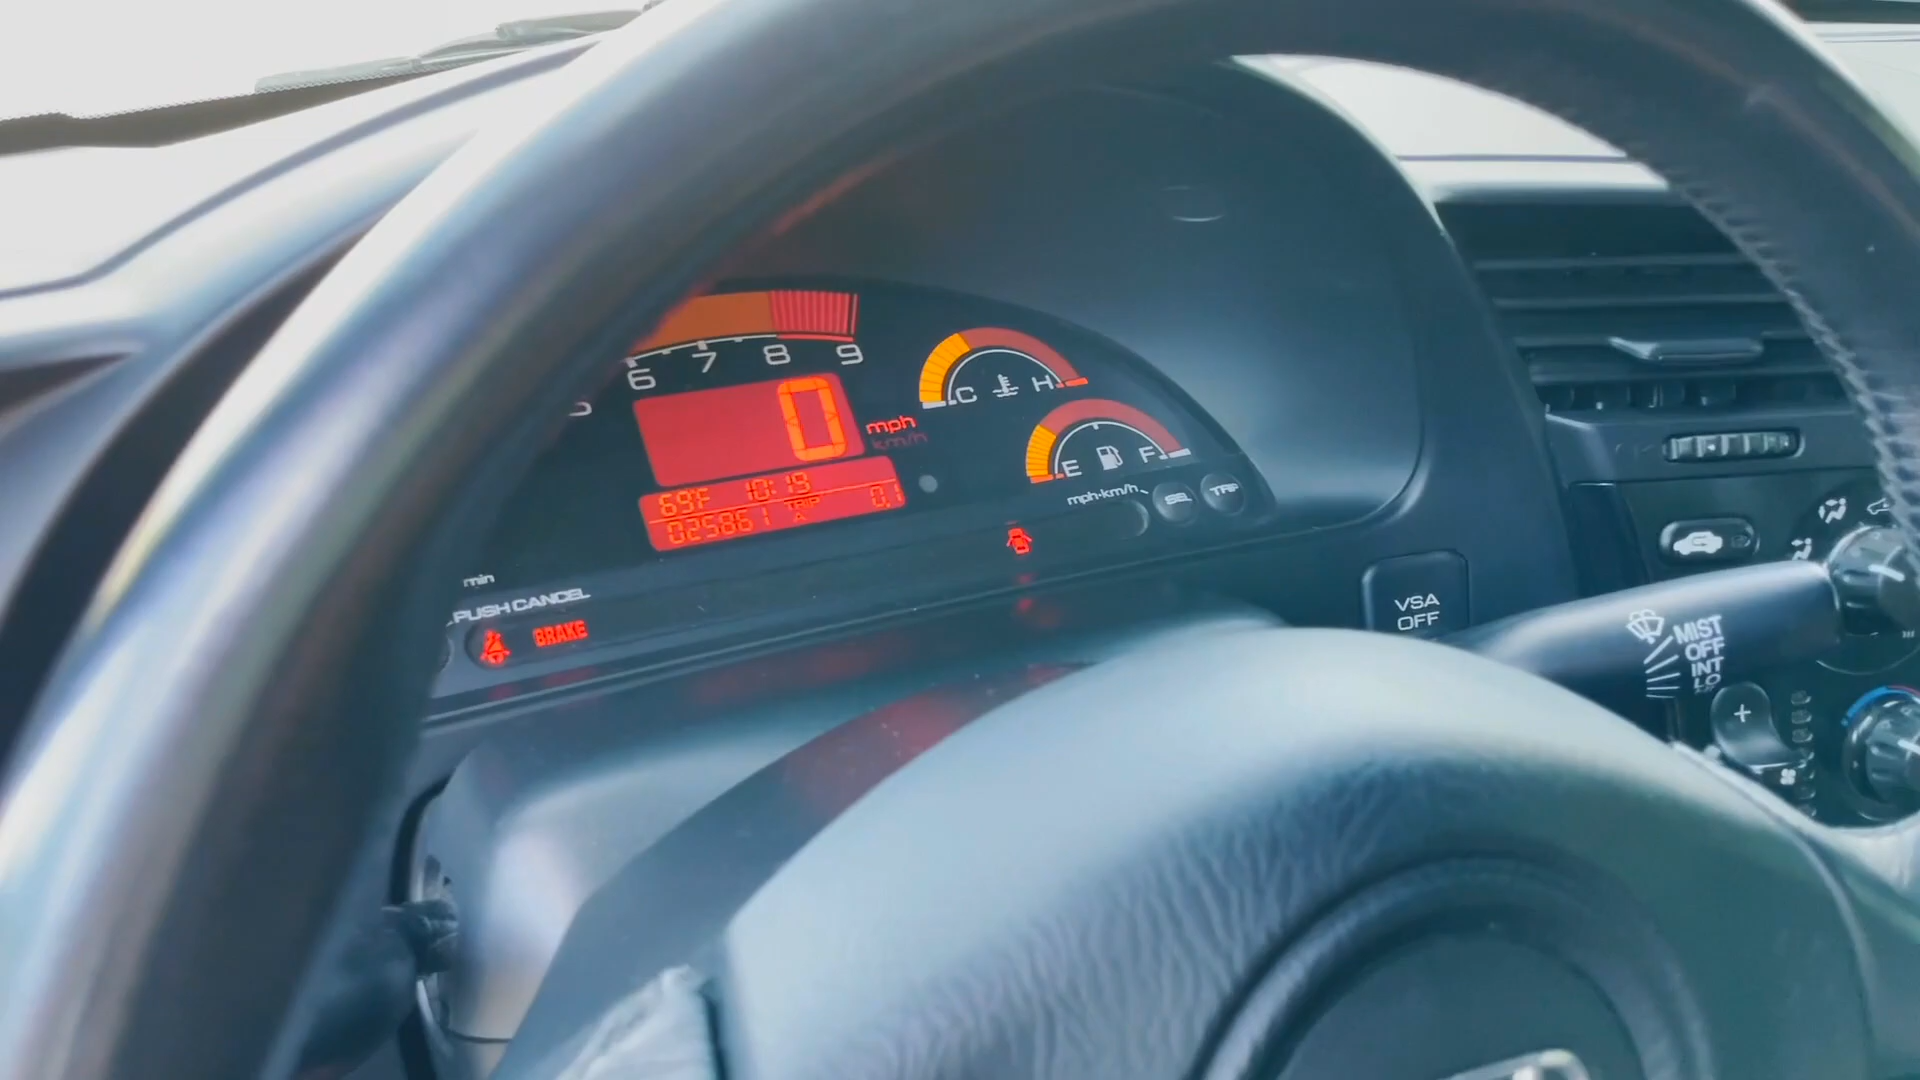 6 7 8 9
0
mph
km/h
C H
E F
69°F 10:19
025861 TRIP A 0.1
mph·km/h
SEL
TRIP
min
PUSH CANCEL
BRAKE
VSA
OFF
MIST
OFF
INT
LO
+